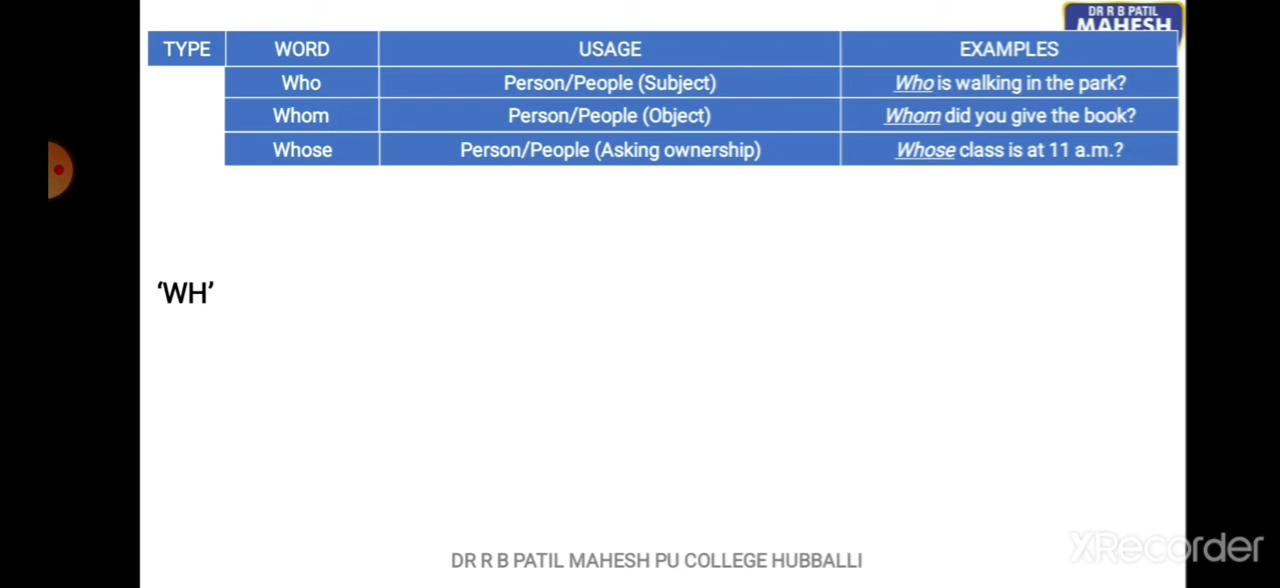 DR R B PATIL
MAHESH
TYPE WORD USAGE EXAMPLES
Who Person/People (Subject) Who is walking in the park?
Whom Person/People (Object) Whom did you give the book?
Whose Person/People (Asking ownership) Whose class is at 11 a.m.?
‘WH’
DR R B PATIL MAHESH PU COLLEGE HUBBALLI
XRecorder